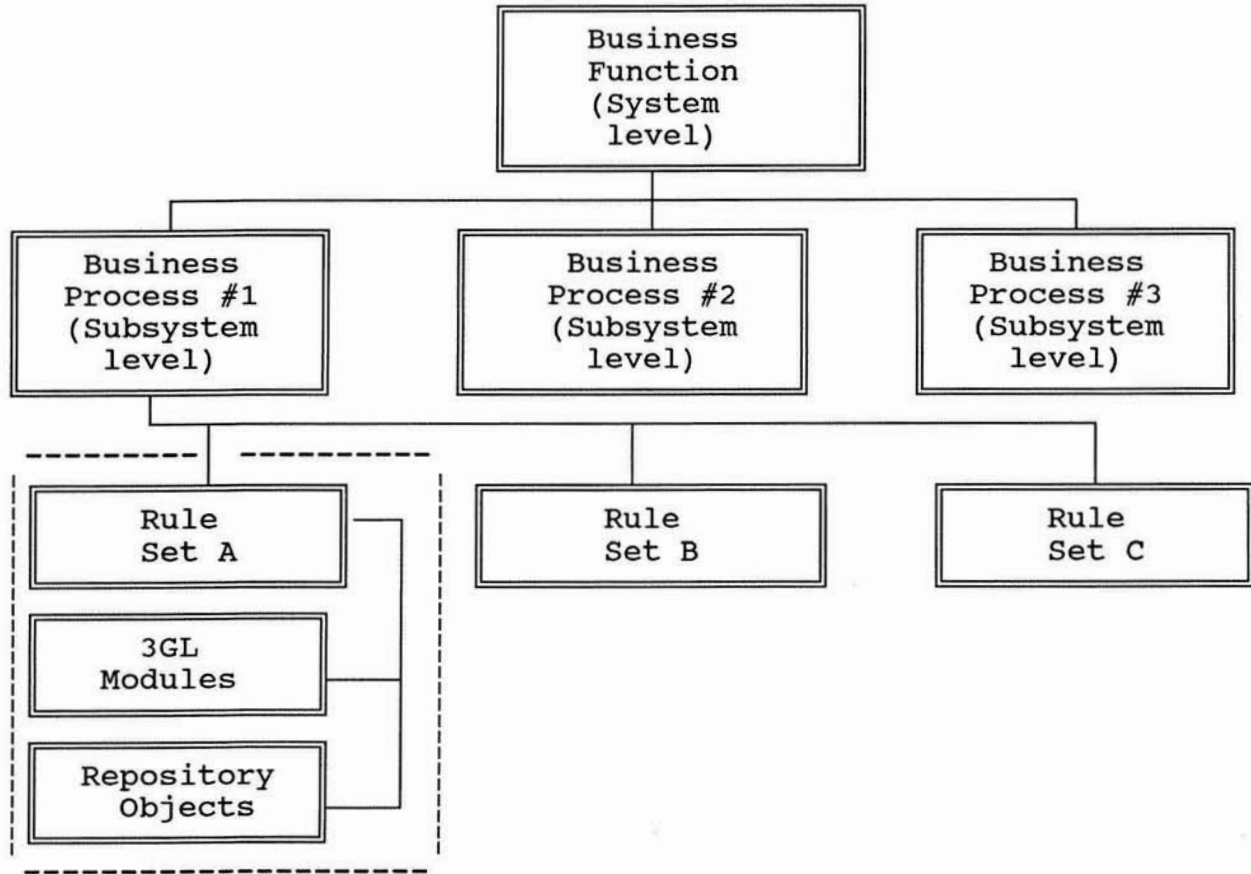 Business
Function
(System
level)
Business
Process #1
(Subsystem
level)
Business
Process #2
(Subsystem
level)
Business
Process #3
(Subsystem
level)
Rule
Set A
Rule
Set B
Rule
Set C
3GL
Modules
Repository
Objects